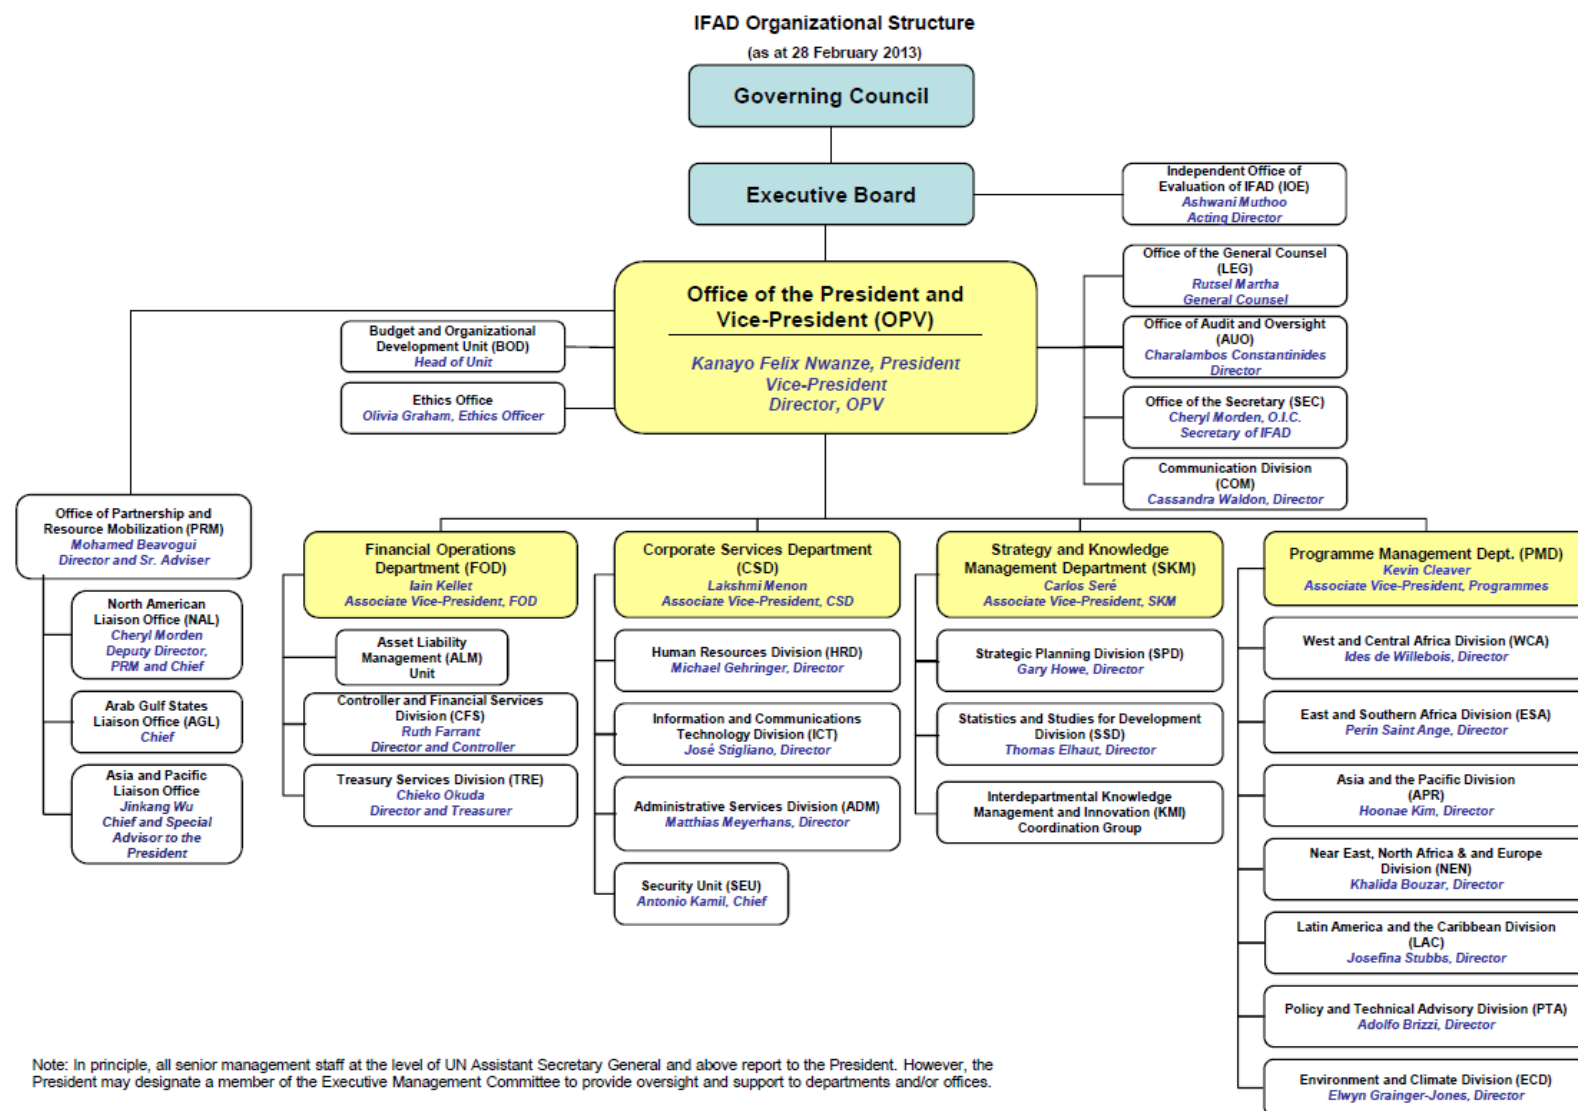 IFAD Organizational Structure
(as at 28 February 2013)
Governing Council
Executive Board
Independent Office of
Evaluation of IFAD (IOE)
Ashwani Muthoo
Acting Director
Office of the President and
Vice-President (OPV)
Kanayo Felix Nwanze, President
Vice-President
Director, OPV
Budget and Organizational
Development Unit (BOD)
Head of Unit
Ethics Office
Olivia Graham, Ethics Officer
Office of the General Counsel
(LEG)
Rutsel Martha
General Counsel
Office of Audit and Oversight
(AUO)
Charalambos Constantinides
Director
Office of the Secretary (SEC)
Cheryl Morden, O.I.C.
Secretary of IFAD
Communication Division
(COM)
Cassandra Waldon, Director
Office of Partnership and
Resource Mobilization (PRM)
Mohamed Beavogui
Director and Sr. Adviser
North American
Liaison Office (NAL)
Cheryl Morden
Deputy Director,
PRM and Chief
Arab Gulf States
Liaison Office (AGL)
Chief
Asia and Pacific
Liaison Office
Jinkang Wu
Chief and Special
Advisor to the
President
Financial Operations
Department (FOD)
Iain Kellet
Associate Vice-President, FOD
Asset Liability
Management (ALM)
Unit
Controller and Financial Services
Division (CFS)
Ruth Farrant
Director and Controller
Treasury Services Division (TRE)
Chieko Okuda
Director and Treasurer
Corporate Services Department
(CSD)
Lakshmi Menon
Associate Vice-President, CSD
Human Resources Division (HRD)
Michael Gehringer, Director
Information and Communications
Technology Division (ICT)
José Stigliano, Director
Administrative Services Division (ADM)
Matthias Meyerhans, Director
Security Unit (SEU)
Antonio Kamil, Chief
Strategy and Knowledge
Management Department (SKM)
Carlos Seré
Associate Vice-President, SKM
Strategic Planning Division (SPD)
Gary Howe, Director
Statistics and Studies for Development
Division (SSD)
Thomas Elhaut, Director
Interdepartmental Knowledge
Management and Innovation (KMI)
Coordination Group
Programme Management Dept. (PMD)
Kevin Cleaver
Associate Vice-President, Programmes
West and Central Africa Division (WCA)
Ides de Willebois, Director
East and Southern Africa Division (ESA)
Perin Saint Ange, Director
Asia and the Pacific Division
(APR)
Hoonae Kim, Director
Near East, North Africa & and Europe
Division (NEN)
Khalida Bouzar, Director
Latin America and the Caribbean Division
(LAC)
Josefina Stubbs, Director
Policy and Technical Advisory Division (PTA)
Adolfo Brizzi, Director
Environment and Climate Division (ECD)
Elwyn Grainger-Jones, Director
Note: In principle, all senior management staff at the level of UN Assistant Secretary General and above report to the President. However, the
President may designate a member of the Executive Management Committee to provide oversight and support to departments and/or offices.